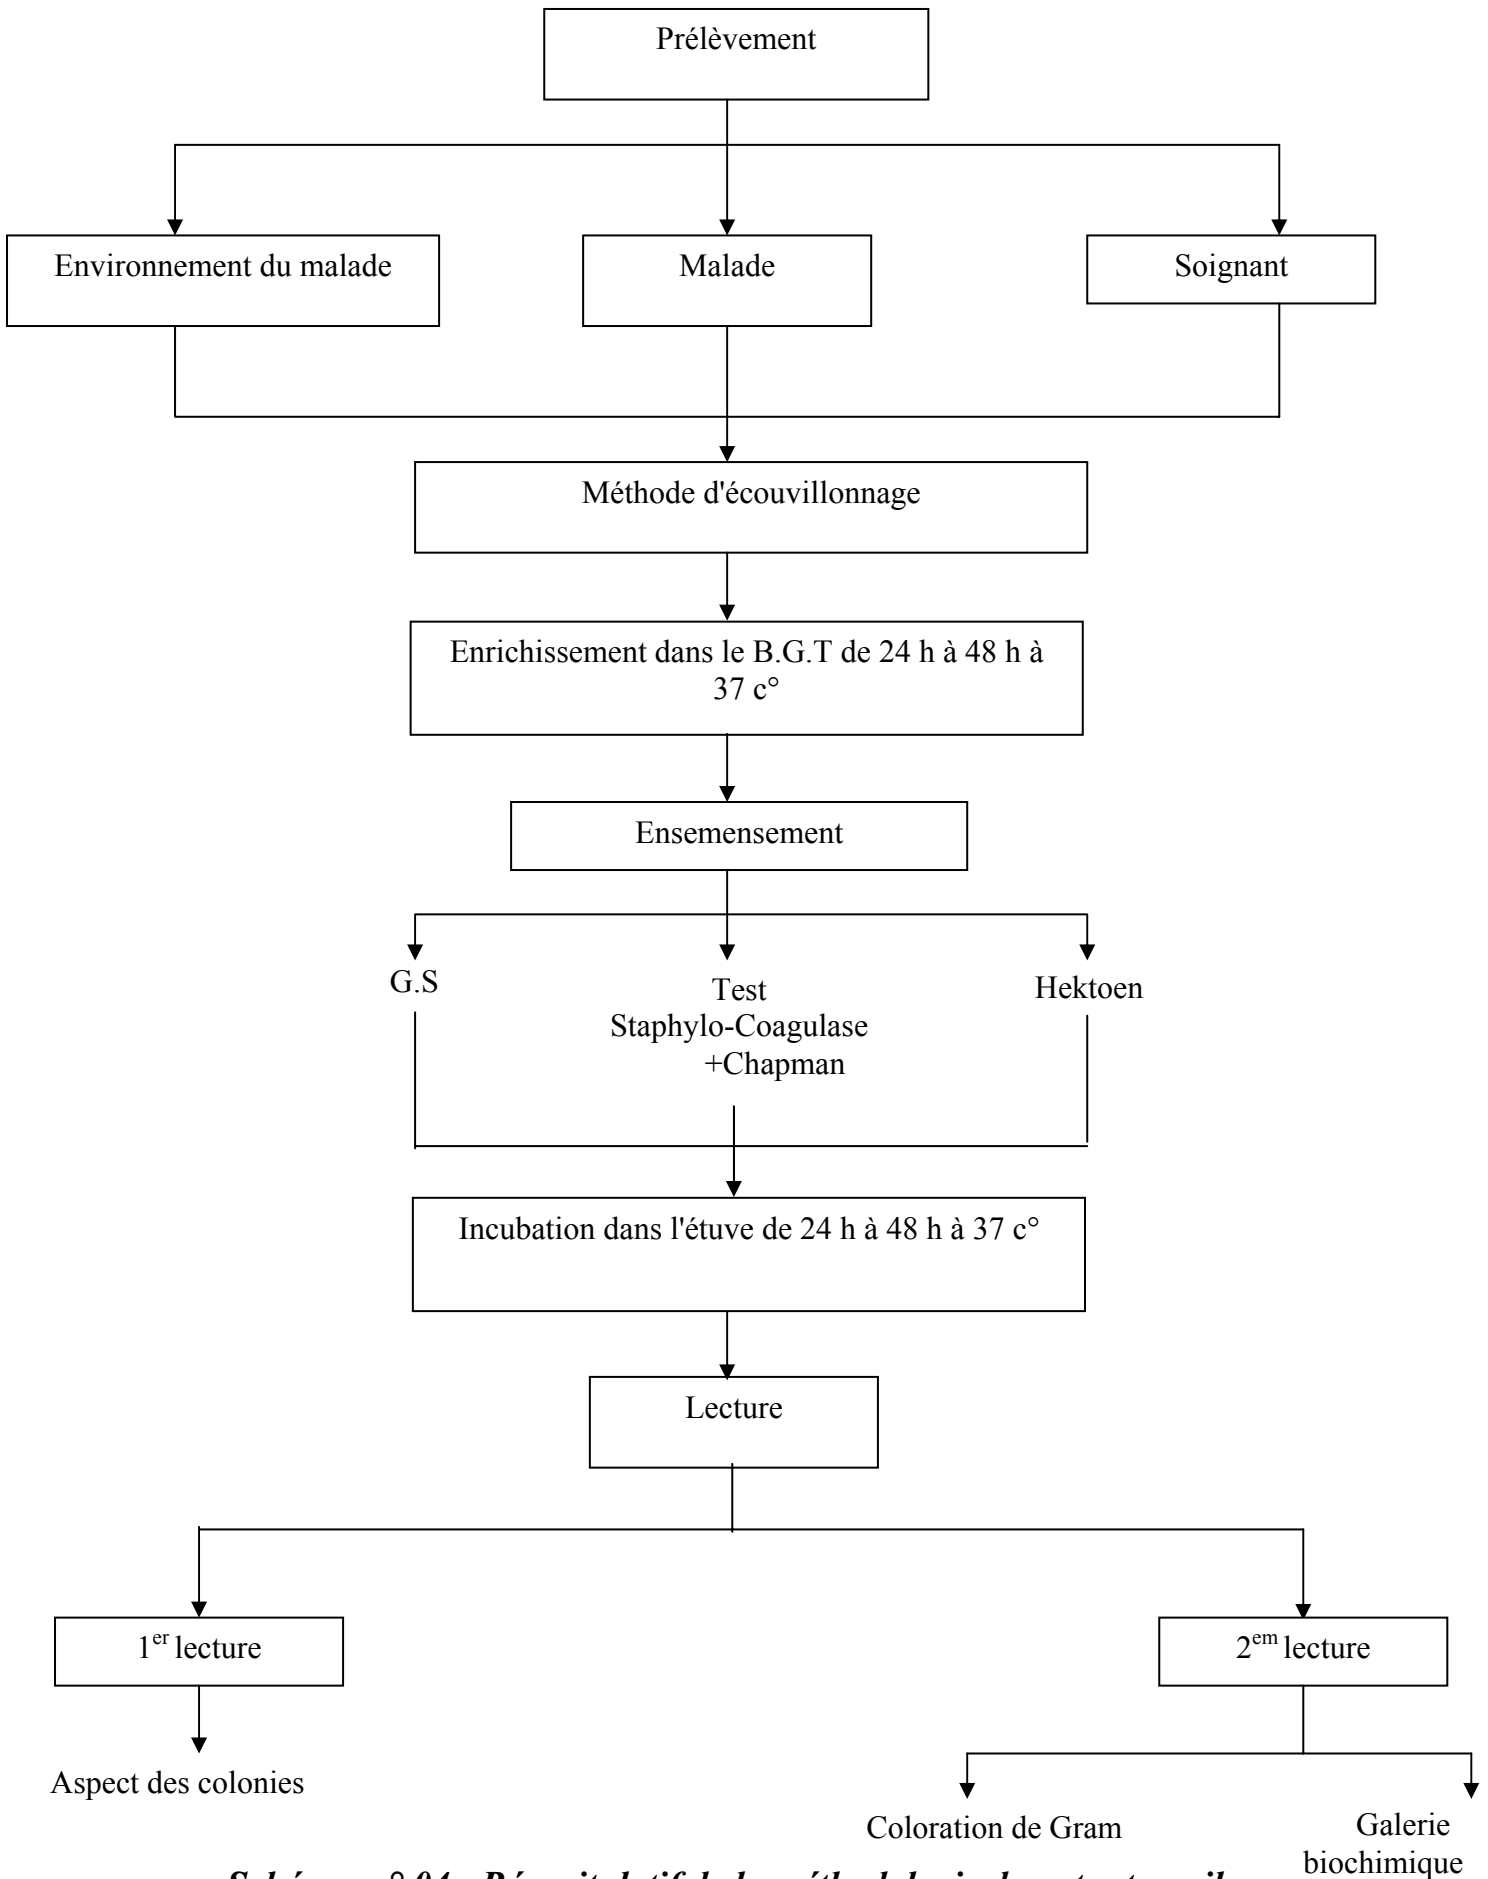 Prélèvement
Environnement du malade
Malade
Soignant
Méthode d'écouvillonnage
Enrichissement dans le B.G.T de 24 h à 48 h à
37 c°
Ensemensement
G.S
Test
Staphylo-Coagulase
+Chapman
Hektoen
Incubation dans l'étuve de 24 h à 48 h à 37 c°
Lecture
1er lecture
2em lecture
Aspect des colonies
Coloration de Gram
Galerie
biochimique